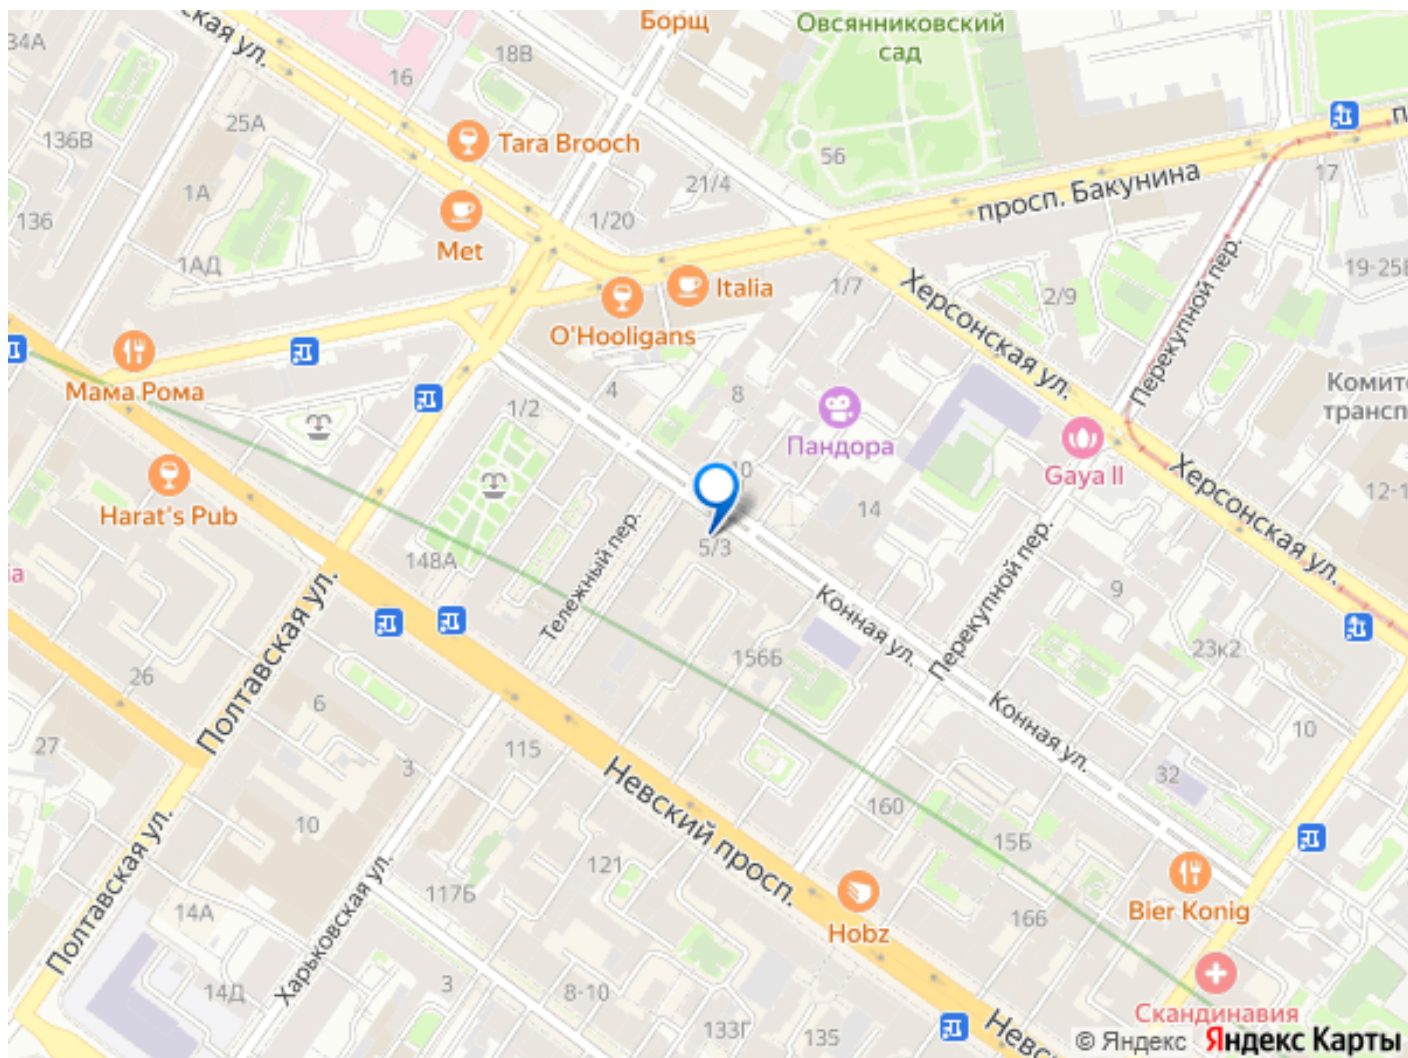 Борщ
Овсянниковский
сад
ская ул.
34А
18В
16
25А
136В
Tara Brooch
56
21/4
17
просп. Бакунина
1А
136
1/20
Met
1АД
Italia
1/7
2/9
19-25В
Перекупной пер.
Херсонская ул.
O'Hooligans
Мама Рома
4
8
1/2
Пандора
Комит
трансп
Gaya II
10
Херсонская ул.
12-1
Harat's Pub
14
5/3
148А
Тележный пер.
Перекупной пер.
9
Конная ул.
156Б
23к2
26
Полтавская ул.
6
Конная ул.
10
27
115
3
32
Невский просп.
160
10
15Б
121
117Б
Полтавская ул.
Харьковская ул.
14А
166
Bier Konig
Hobz
14Д
3
8-10
133Г
135
Скандинавия
Невс
© Яндекс Яндекс Карты